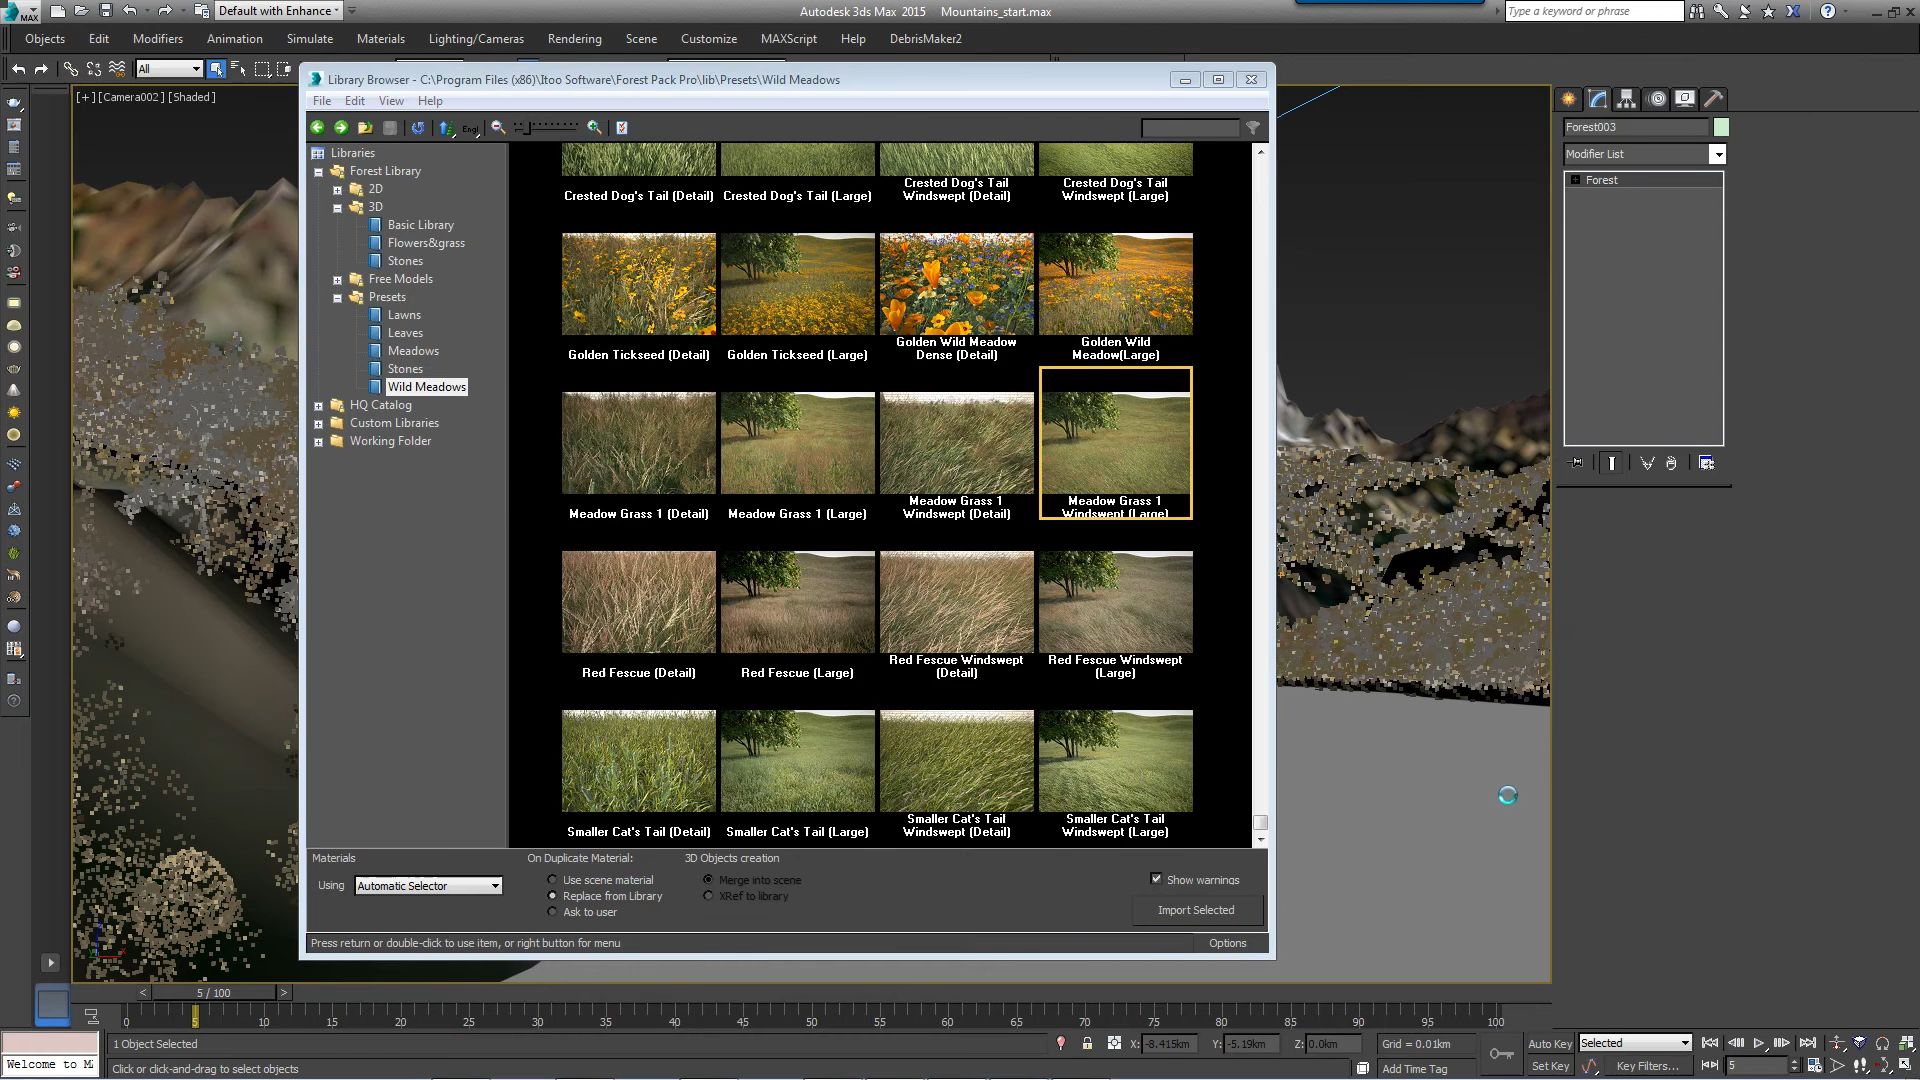 MAX
Default with Enhance
Autodesk 3ds Max 2015 Mountains_start.max
Type a keyword or phrase
Objects Edit Modifiers Animation Simulate Materials Lighting/Cameras Rendering Scene Customize MAXScript Help DebrisMaker2
All
Library Browser - C:\Program Files (x86)\Itoo Software\Forest Pack Pro\lib\Presets\Wild Meadows
[+] [Camera002] [Shaded]
File Edit View Help
Engl
Forest003
Modifier List
Forest
Libraries
Forest Library
2D
3D
Basic Library
Flowers&grass
Stones
Free Models
Presets
Lawns
Leaves
Meadows
Stones
Wild Meadows
HQ Catalog
Custom Libraries
Working Folder
Crested Dog's Tail (Detail)
Crested Dog's Tail (Large)
Crested Dog's Tail Windswept (Detail)
Crested Dog's Tail Windswept (Large)
Golden Tickseed (Detail)
Golden Tickseed (Large)
Golden Wild Meadow Dense (Detail)
Golden Wild Meadow(Large)
Meadow Grass 1 (Detail)
Meadow Grass 1 (Large)
Meadow Grass 1 Windswept (Detail)
Meadow Grass 1 Windswept (Large)
Red Fescue (Detail)
Red Fescue (Large)
Red Fescue Windswept (Detail)
Red Fescue Windswept (Large)
Smaller Cat's Tail (Detail)
Smaller Cat's Tail (Large)
Smaller Cat's Tail Windswept (Detail)
Smaller Cat's Tail Windswept (Large)
Materials
Using Automatic Selector
On Duplicate Material:
Use scene material
Replace from Library
Ask to user
3D Objects creation
Merge into scene
XRef to library
Show warnings
Import Selected
Press return or double-click to use item, or right button for menu
Options
< 5 / 100 >
0 5 10 15 20 25 30 35 40 45 50 55 60 65 70 75 80 85 90 95 100
1 Object Selected
X: -8.415km Y: -5.19km Z: 0.0km Grid = 0.01km
Auto Key Selected
Welcome to M
Click or click-and-drag to select objects
Add Time Tag
Set Key Key Filters... 5